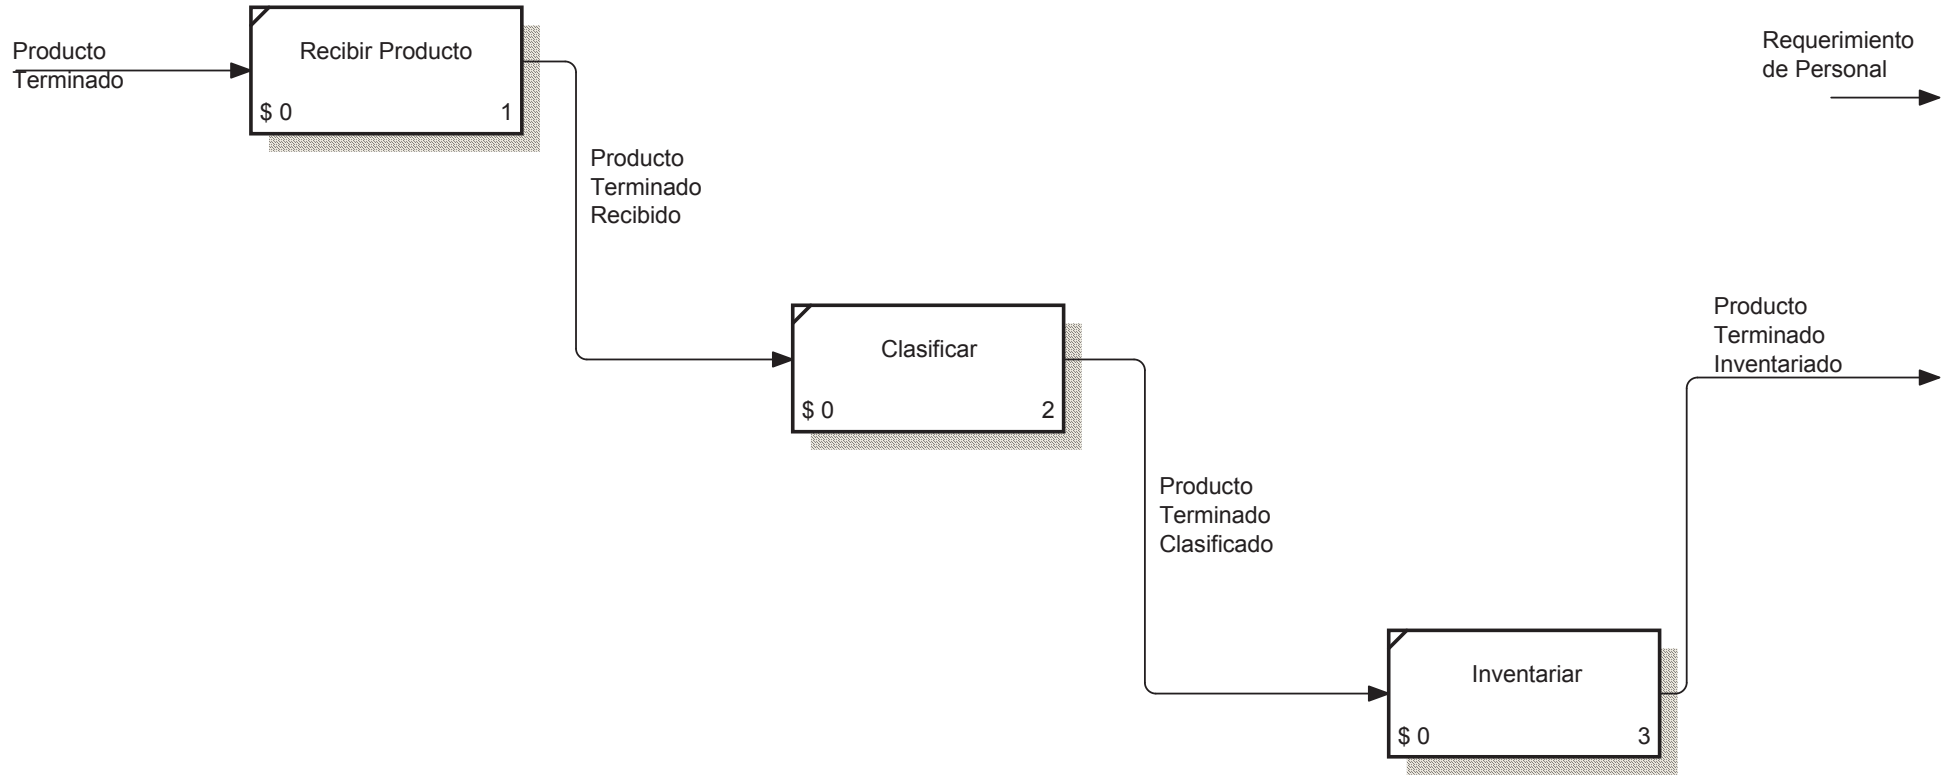 Producto
Terminado
Recibir Producto
$ 0
1
Requerimiento
de Personal
Producto
Terminado
Recibido
Clasificar
$ 0
2
Producto
Terminado
Inventariado
Producto
Terminado
Clasificado
Inventariar
$ 0
3